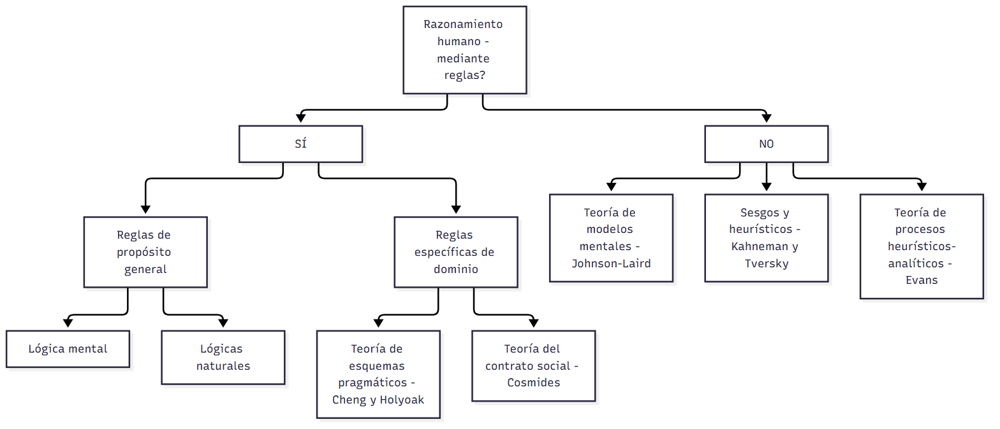 Razonamiento
humano -
mediante
reglas?
SÍ
NO
Reglas de
propósito
general
Reglas
específicas de
dominio
Teoría de
modelos
mentales -
Johnson-Laird
Sesgos y
heurísticos -
Kahneman y
Tversky
Teoría de
procesos
heurísticos-
analíticos -
Evans
Lógica mental
Lógicas
naturales
Teoría de
esquemas
pragmáticos -
Cheng y Holyoak
Teoría del
contrato social -
Cosmides